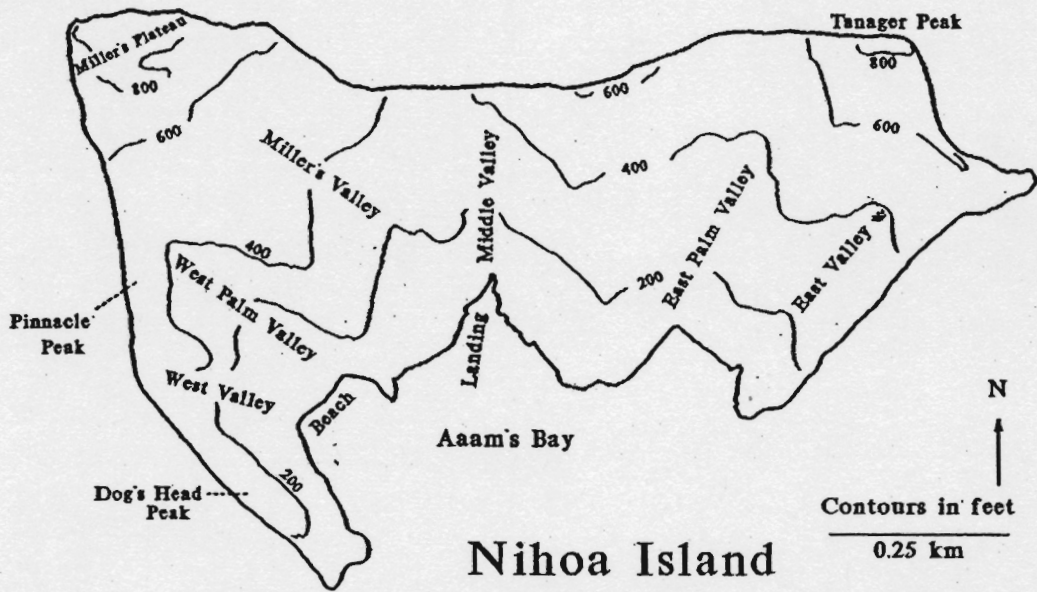 Miller's Plateau
Tanager Peak
800
800
600
600
600
Miller's Valley
400
Middle Valley
East Palm Valley
400
West Palm Valley
200
East Valley
Pinnacle
Peak
West Valley
Landing
Beach
Aaam's Bay
N
200
Dog's Head
Peak
Contours in feet
0.25 km
Nihoa Island